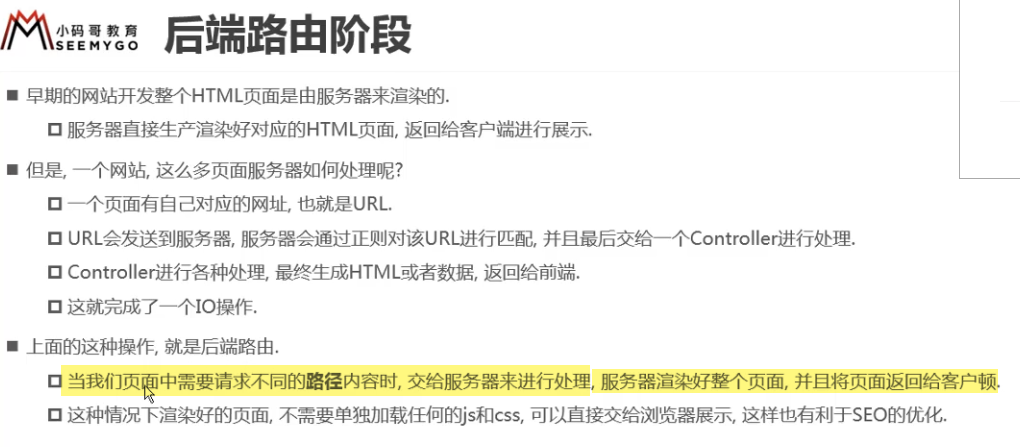 小码哥教育
SEEMYGO
后端路由阶段
早期的网站开发整个HTML页面是由服务器来渲染的.
服务器直接生产渲染好对应的HTML页面, 返回给客户端进行展示.
但是, 一个网站, 这么多页面服务器如何处理呢?
一个页面有自己对应的网址, 也就是URL.
URL会发送到服务器, 服务器会通过正则对该URL进行匹配, 并且最后交给一个Controller进行处理.
Controller进行各种处理, 最终生成HTML或者数据, 返回给前端.
这就完成了一个IO操作.
上面的这种操作, 就是后端路由.
当我们页面中需要请求不同的路径内容时, 交给服务器来进行处理, 服务器渲染好整个页面, 并且将页面返回给客户顿.
这种情况下渲染好的页面, 不需要单独加载任何的js和css, 可以直接交给浏览器展示, 这样也有利于SEO的优化.